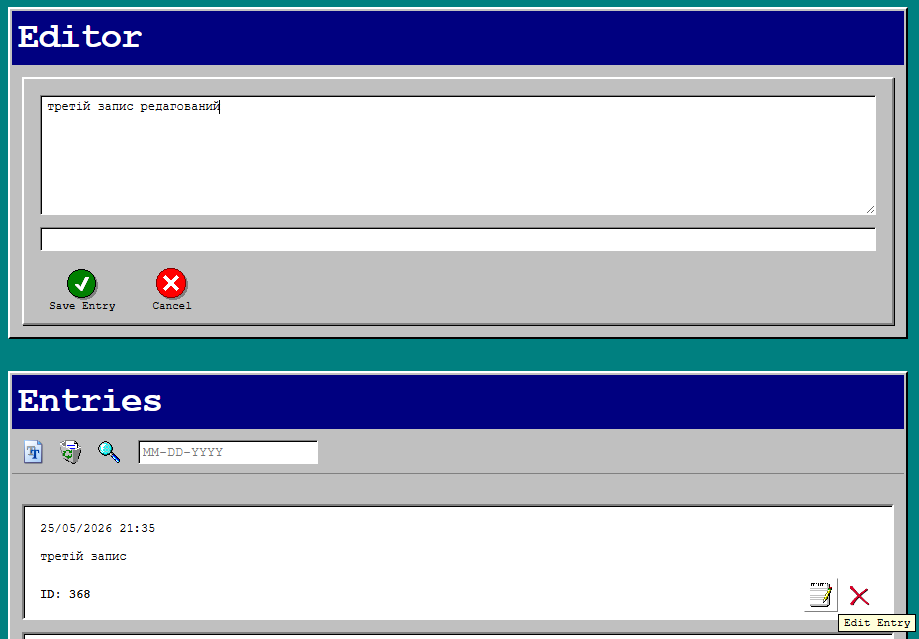 Editor
третій запис редагований
Save Entry Cancel
Entries
MM-DD-YYYY
25/05/2026 21:35
третій запис
ID: 368
Edit Entry